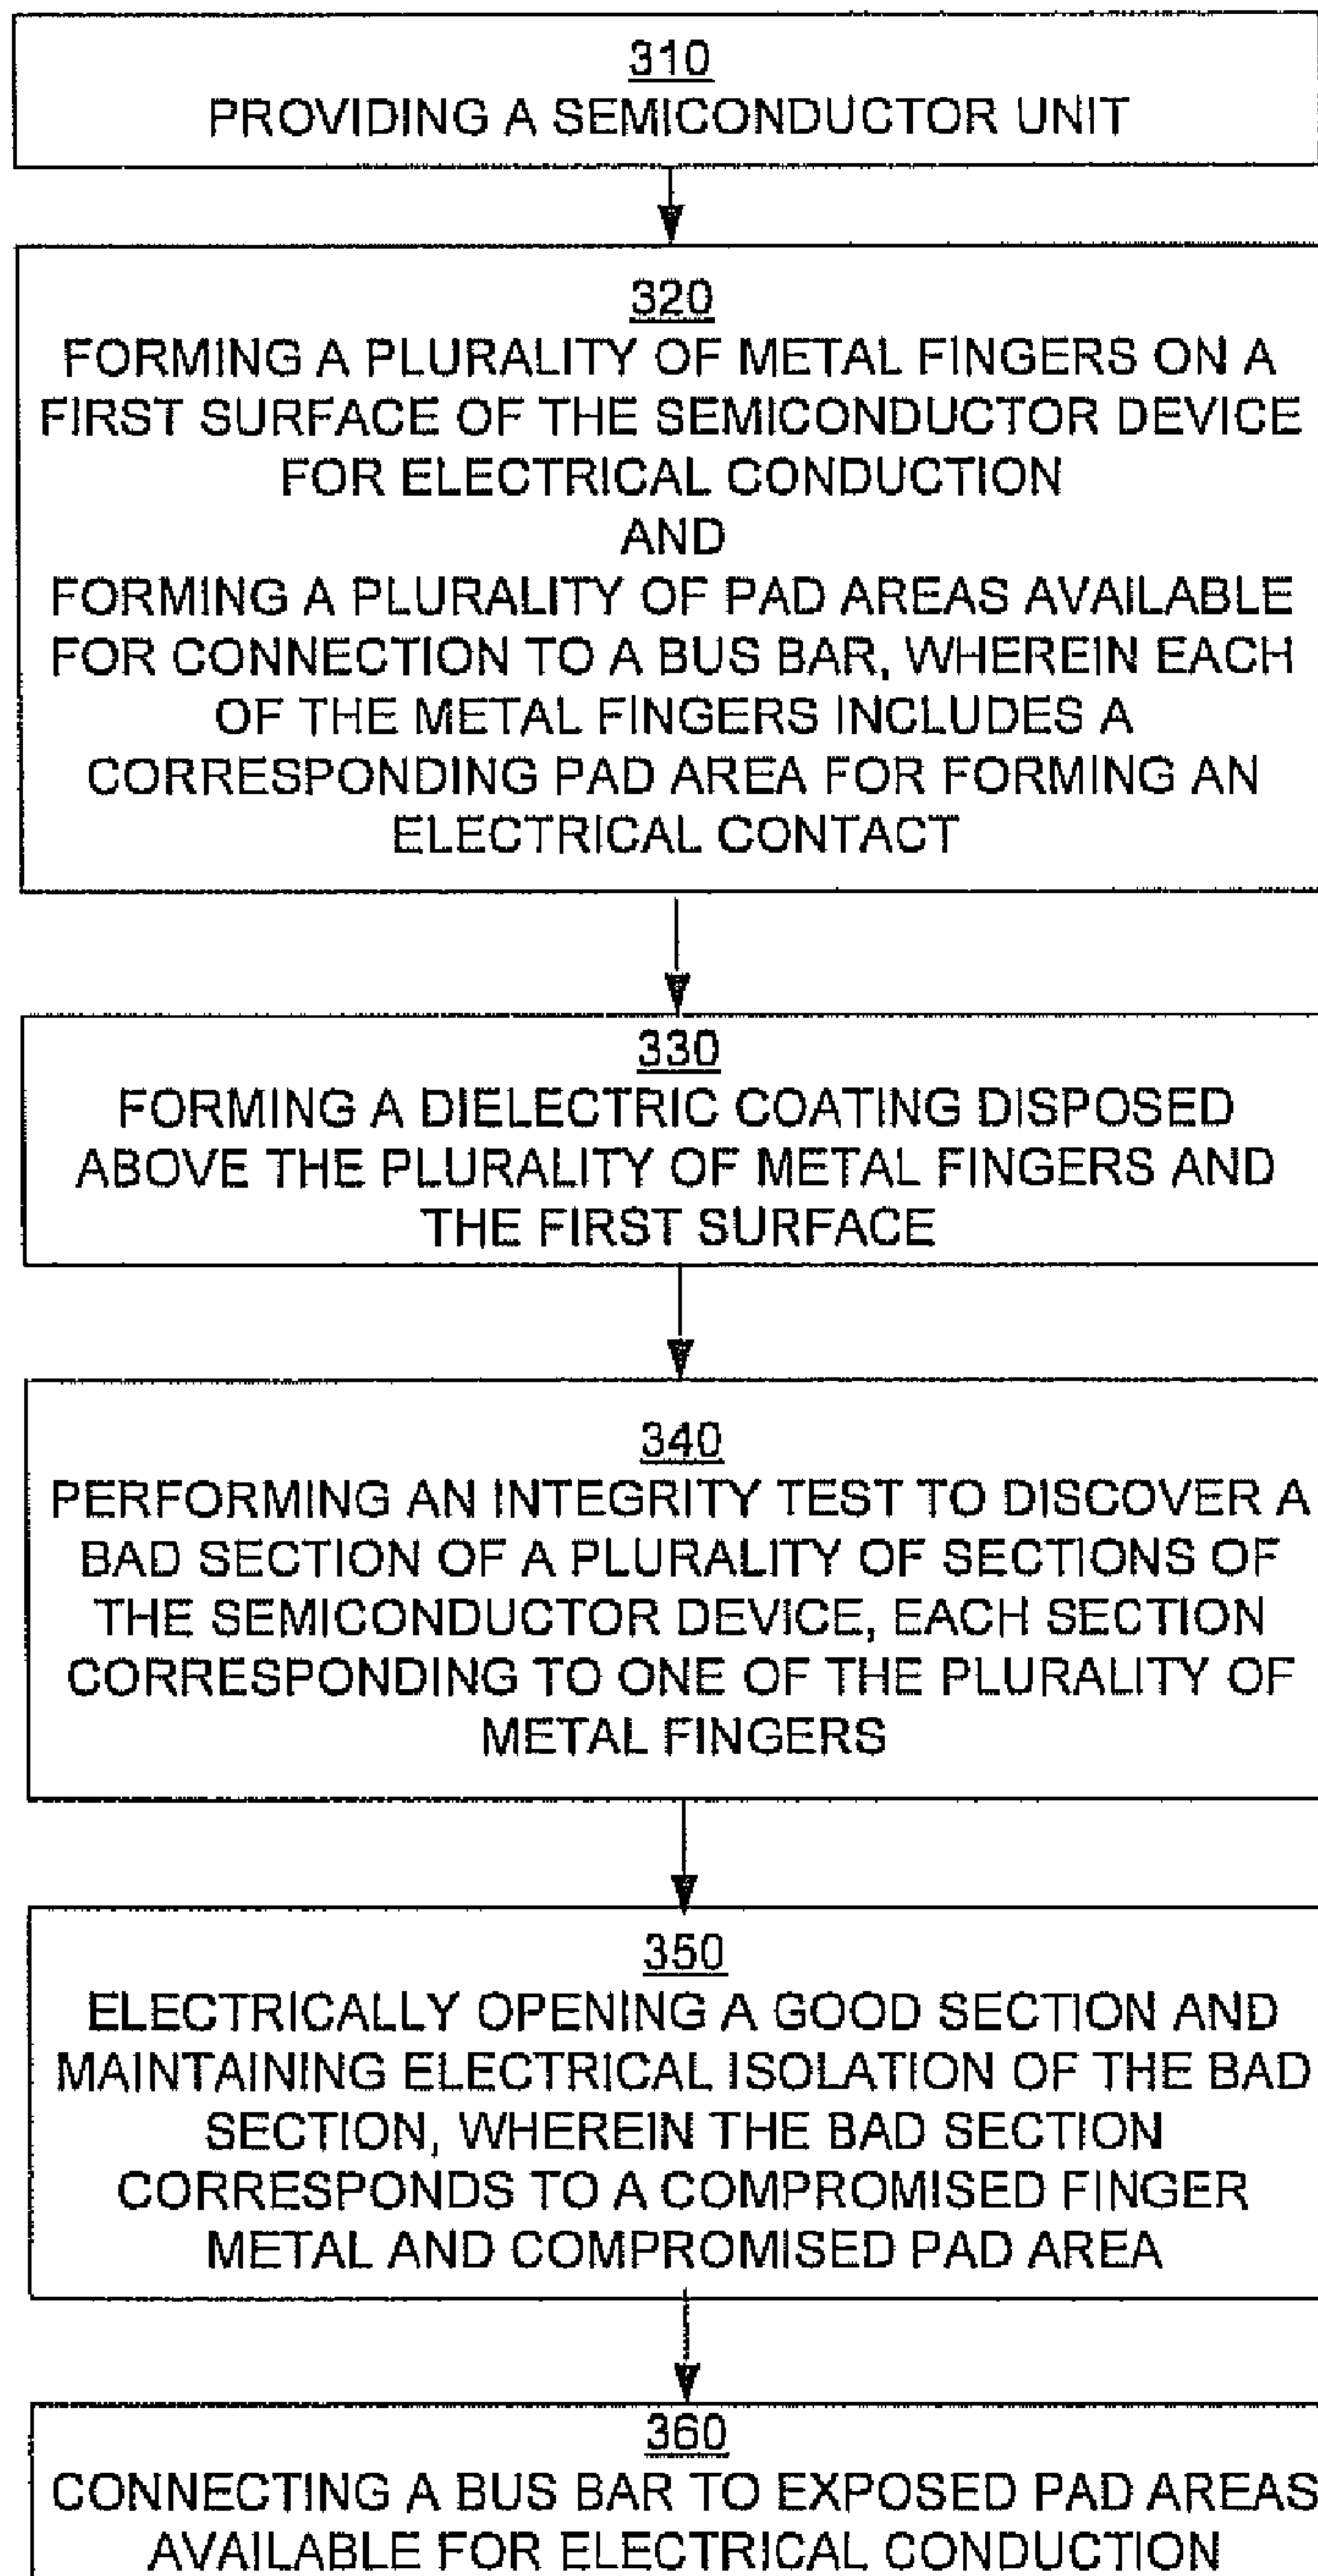 310
PROVIDING A SEMICONDUCTOR UNIT
320
FORMING A PLURALITY OF METAL FINGERS ON A
FIRST SURFACE OF THE SEMICONDUCTOR DEVICE
FOR ELECTRICAL CONDUCTION
AND
FORMING A PLURALITY OF PAD AREAS AVAILABLE
FOR CONNECTION TO A BUS BAR, WHEREIN EACH
OF THE METAL FINGERS INCLUDES A
CORRESPONDING PAD AREA FOR FORMING AN
ELECTRICAL CONTACT
330
FORMING A DIELECTRIC COATING DISPOSED
ABOVE THE PLURALITY OF METAL FINGERS AND
THE FIRST SURFACE
340
PERFORMING AN INTEGRITY TEST TO DISCOVER A
BAD SECTION OF A PLURALITY OF SECTIONS OF
THE SEMICONDUCTOR DEVICE, EACH SECTION
CORRESPONDING TO ONE OF THE PLURALITY OF
METAL FINGERS
350
ELECTRICALLY OPENING A GOOD SECTION AND
MAINTAINING ELECTRICAL ISOLATION OF THE BAD
SECTION, WHEREIN THE BAD SECTION
CORRESPONDS TO A COMPROMISED FINGER
METAL AND COMPROMISED PAD AREA
360
CONNECTING A BUS BAR TO EXPOSED PAD AREAS
AVAILABLE FOR ELECTRICAL CONDUCTION